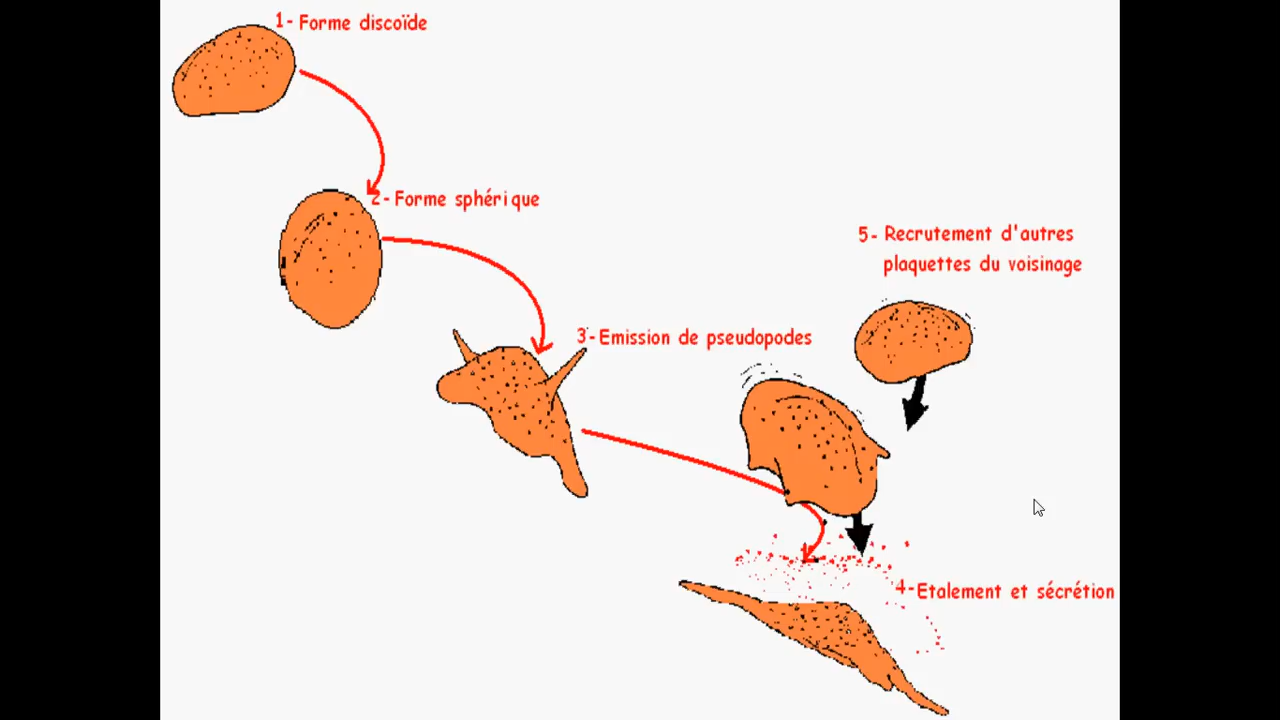 1- Forme discoïde
2- Forme sphérique
3- Emission de pseudopodes
5- Recrutement d'autres
plaquettes du voisinage
4- Etalement et sécrétion